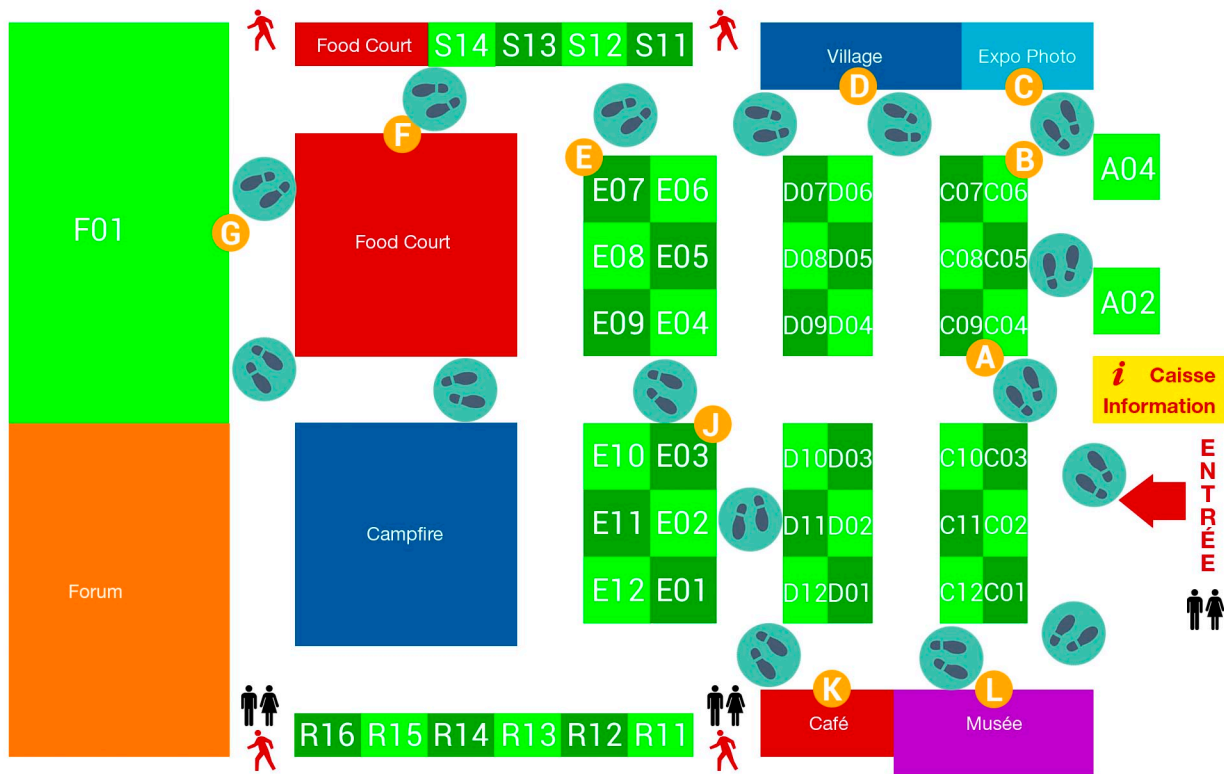 Food Court
S14
S13
S12
S11
Village
Expo Photo
D
C
F
E
B
A04
E07
E06
D07
D06
C07
C06
F01
G
Food Court
E08
E05
D08
D05
C08
C05
A02
E09
E04
D09
D04
C09
C04
A
i Caisse
Information
J
E10
E03
D10
D03
C10
C03
ENTRÉE
E11
E02
D11
D02
C11
C02
Campfire
Forum
E12
E01
D12
D01
C12
C01
K
L
Café
Musée
R16
R15
R14
R13
R12
R11